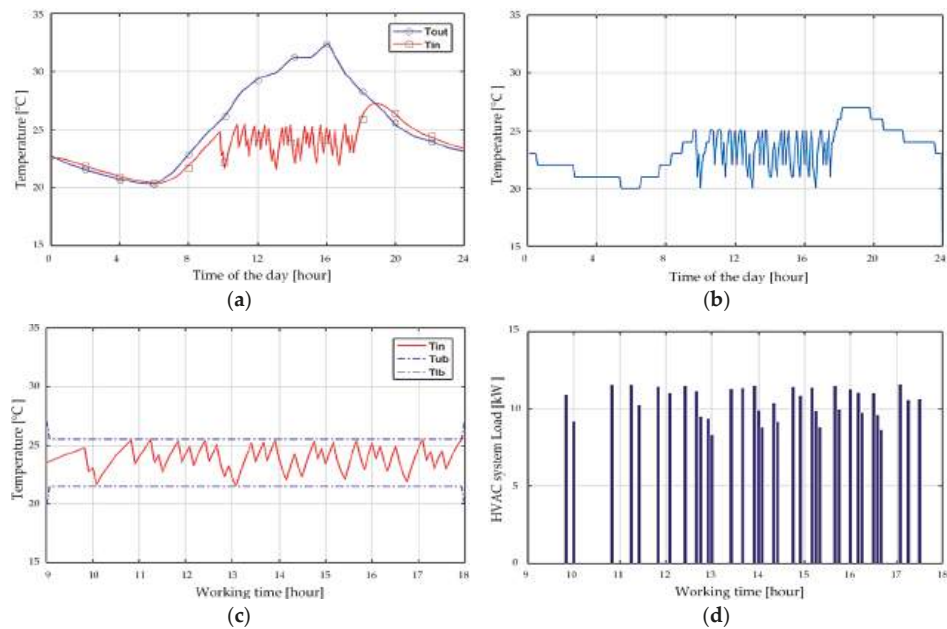 35
30
25
20
15
Temperature [°C]
Tout
Tin
0 4 8 12 16 20 24
Time of the day [hour]
(a)
35
30
25
20
15
Temperature [°C]
0 4 8 12 16 20 24
Time of the day [hour]
(b)
35
30
25
20
15
Temperature [°C]
Tin
Tub
Tlb
9 10 11 12 13 14 15 16 17 18
Working time [hour]
(c)
15
10
5
0
HVAC system Load [kW]
9 10 11 12 13 14 15 16 17 18
Working time [hour]
(d)